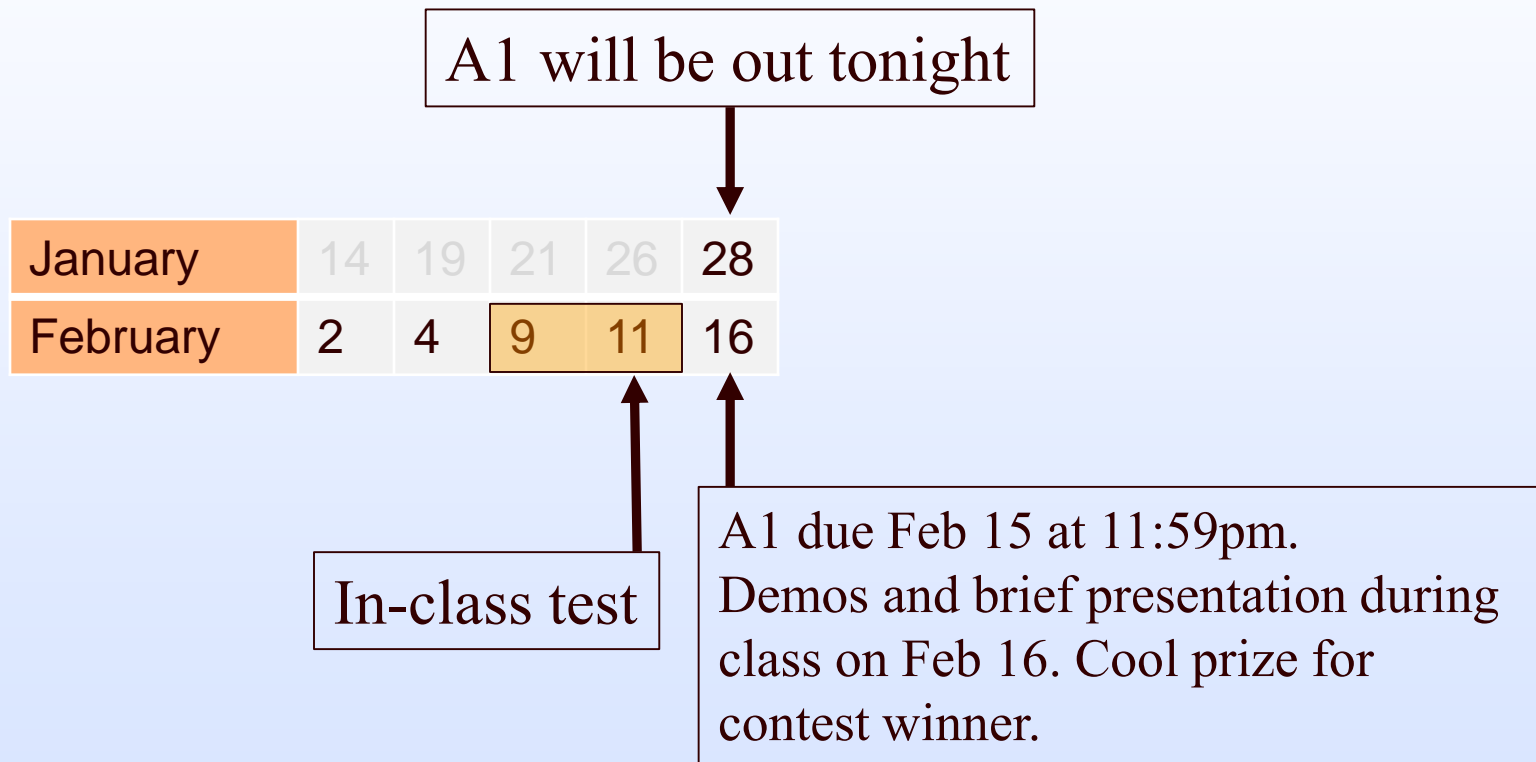 A1 will be out tonight
January 14 19 21 26 28
February 2 4 9 11 16
In-class test
A1 due Feb 15 at 11:59pm.
Demos and brief presentation during
class on Feb 16. Cool prize for
contest winner.